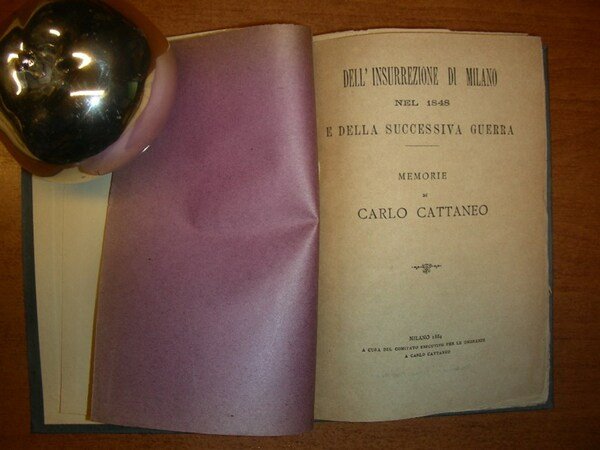 DELL' INSURREZIONE DI MILANO
NEL 1848
E DELLA SUCCESSIVA GUERRA
MEMORIE
DI
CARLO CATTANEO
MILANO 1884
A CURA DEL COMITATO ESECUTIVO PER LE ONORANZE
A CARLO CATTANEO